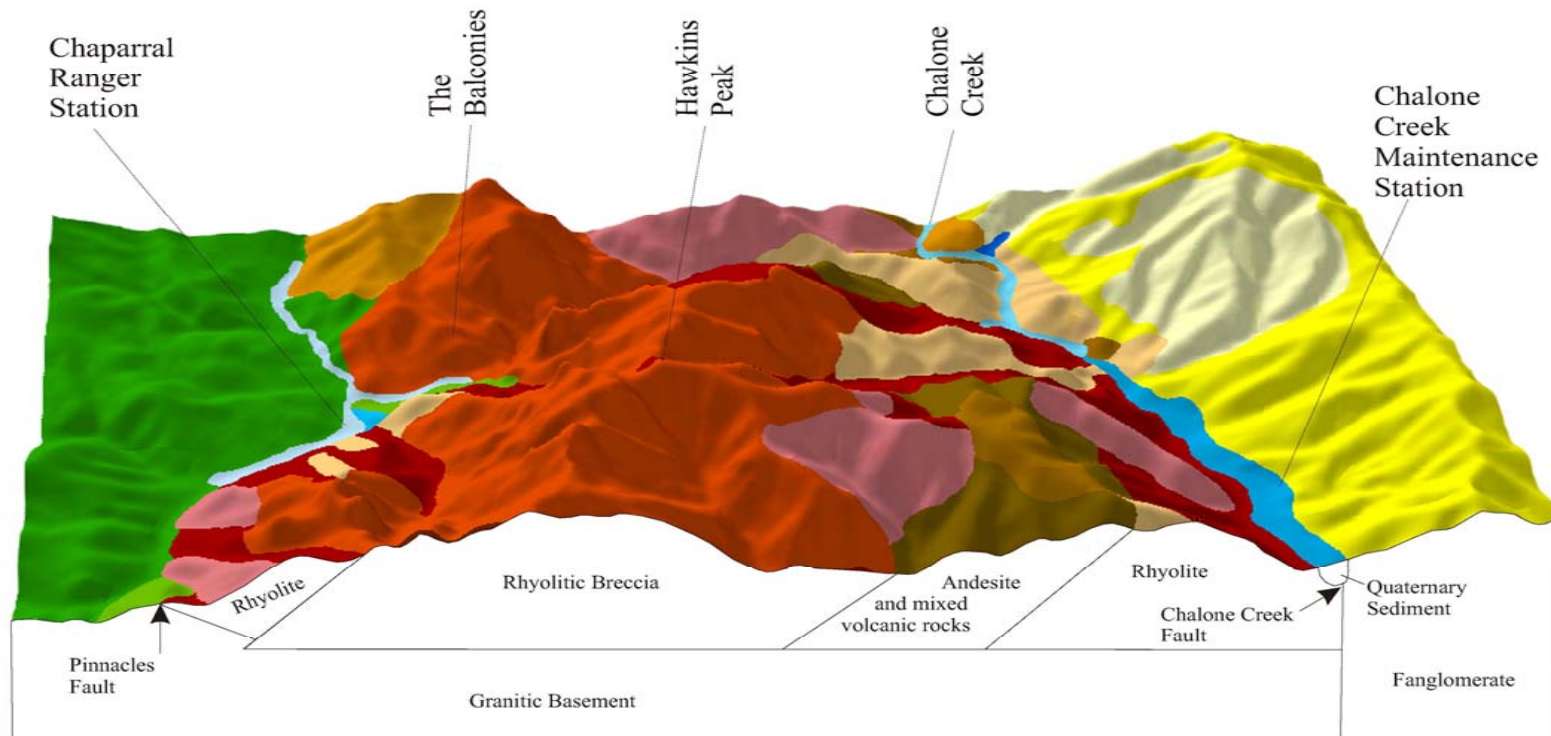 Chaparral
Ranger
Station
The
Balconies
Hawkins
Peak
Chalone
Creek
Chalone
Creek
Maintenance
Station
Rhyolite
Rhyolitic Breccia
Andesite
and mixed
volcanic rocks
Rhyolite
Quaternary
Sediment
Chalone Creek
Fault
Pinnacles
Fault
Granitic Basement
Fanglomerate